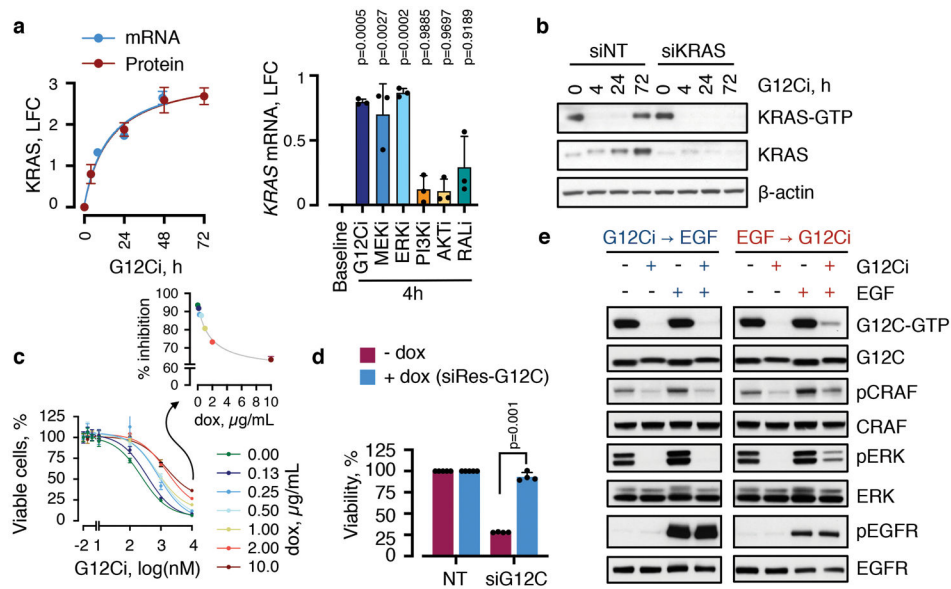 a
mRNA
Protein
KRAS, LFC
3
2
1
0
0
24
48
72
G12Ci, h
p=0.0005
p=0.0027
p=0.0002
p=0.9885
p=0.9697
p=0.9189
KRAS mRNA, LFC
1
0.5
0
Baseline
G12Ci
MEKi
ERKi
PI3Ki
AKTi
RALi
4h
b
siNT siKRAS
0 4 24 72 0 4 24 72 G12Ci, h
KRAS-GTP
KRAS
β-actin
c
% inhibition
100
90
80
70
60
0
0 2 4 6 8 10
dox, µg/mL
Viable cells, %
125
100
75
50
25
0
-2 -1 2 3 4
G12Ci, log(nM)
0.00
0.13
0.25
0.50
1.00
2.00
10.0
dox, µg/mL
d
- dox
+ dox (siRes-G12C)
p=0.001
Viability, %
125
100
75
50
25
0
NT siG12C
e
G12Ci → EGF EGF → G12Ci
- + - + - + - + G12Ci
- - + + - - + + EGF
G12C-GTP
G12C
pCRAF
CRAF
pERK
ERK
pEGFR
EGFR